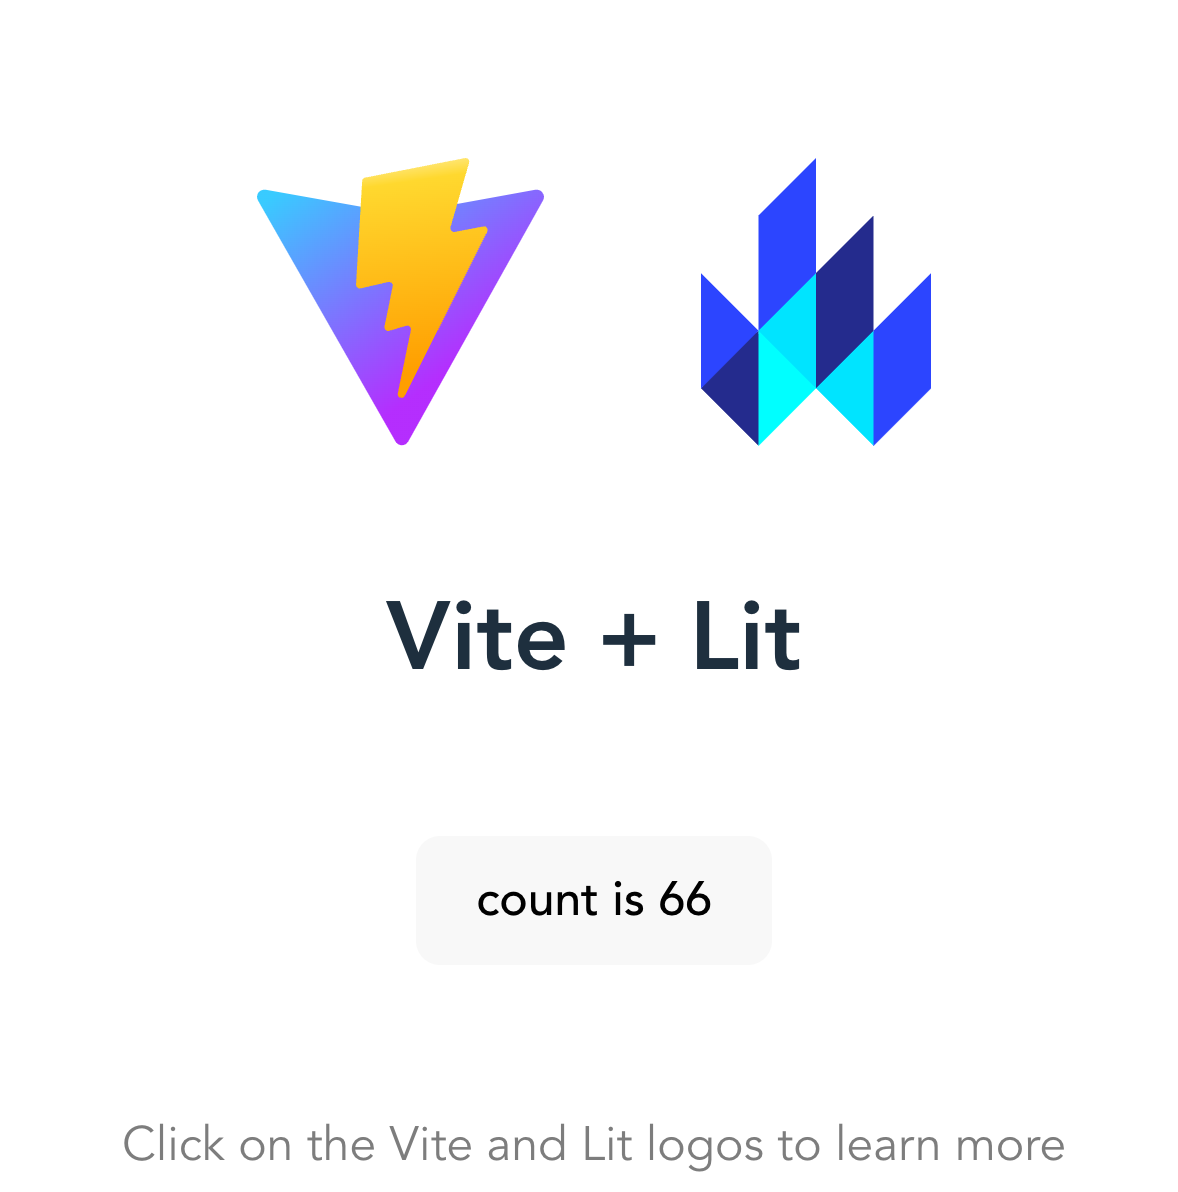 Vite + Lit
count is 66
Click on the Vite and Lit logos to learn more